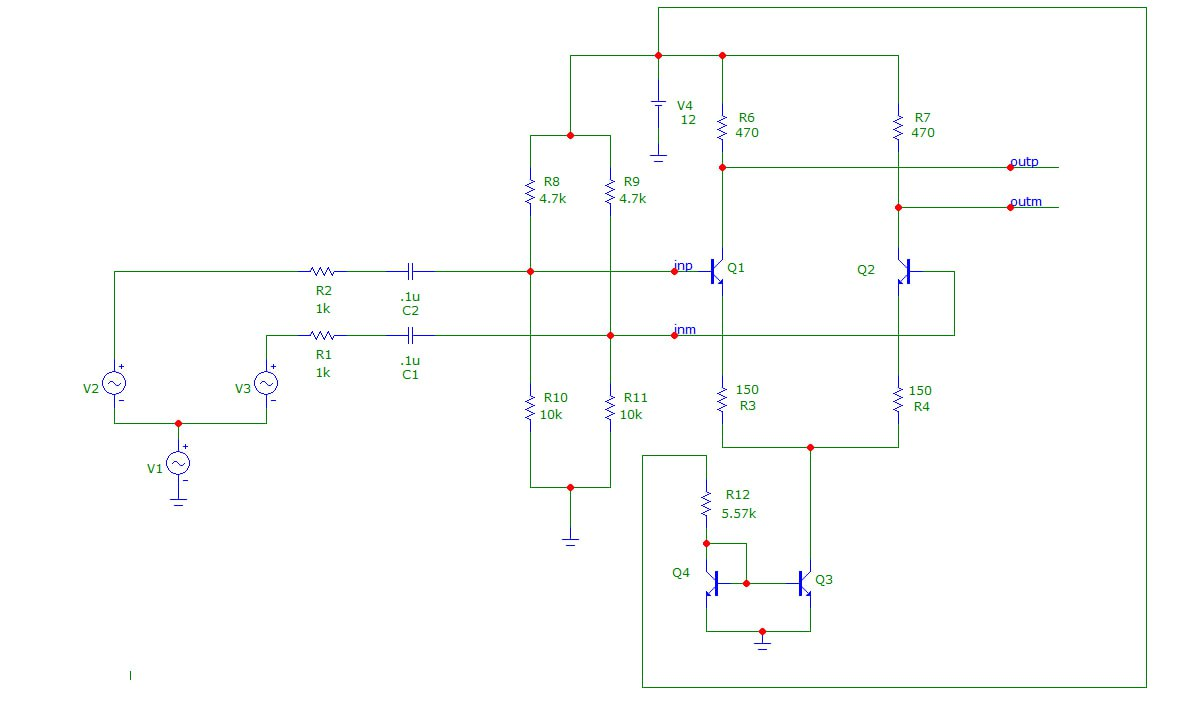 V4
12
R6
470
R7
470
outp
R8
4.7k
R9
4.7k
outm
inp
Q1
Q2
R2
1k
.1u
C2
inm
R1
1k
.1u
C1
V2
+
-
V3
+
-
R10
10k
R11
10k
150
R3
150
R4
V1
+
-
R12
5.57k
Q4
Q3